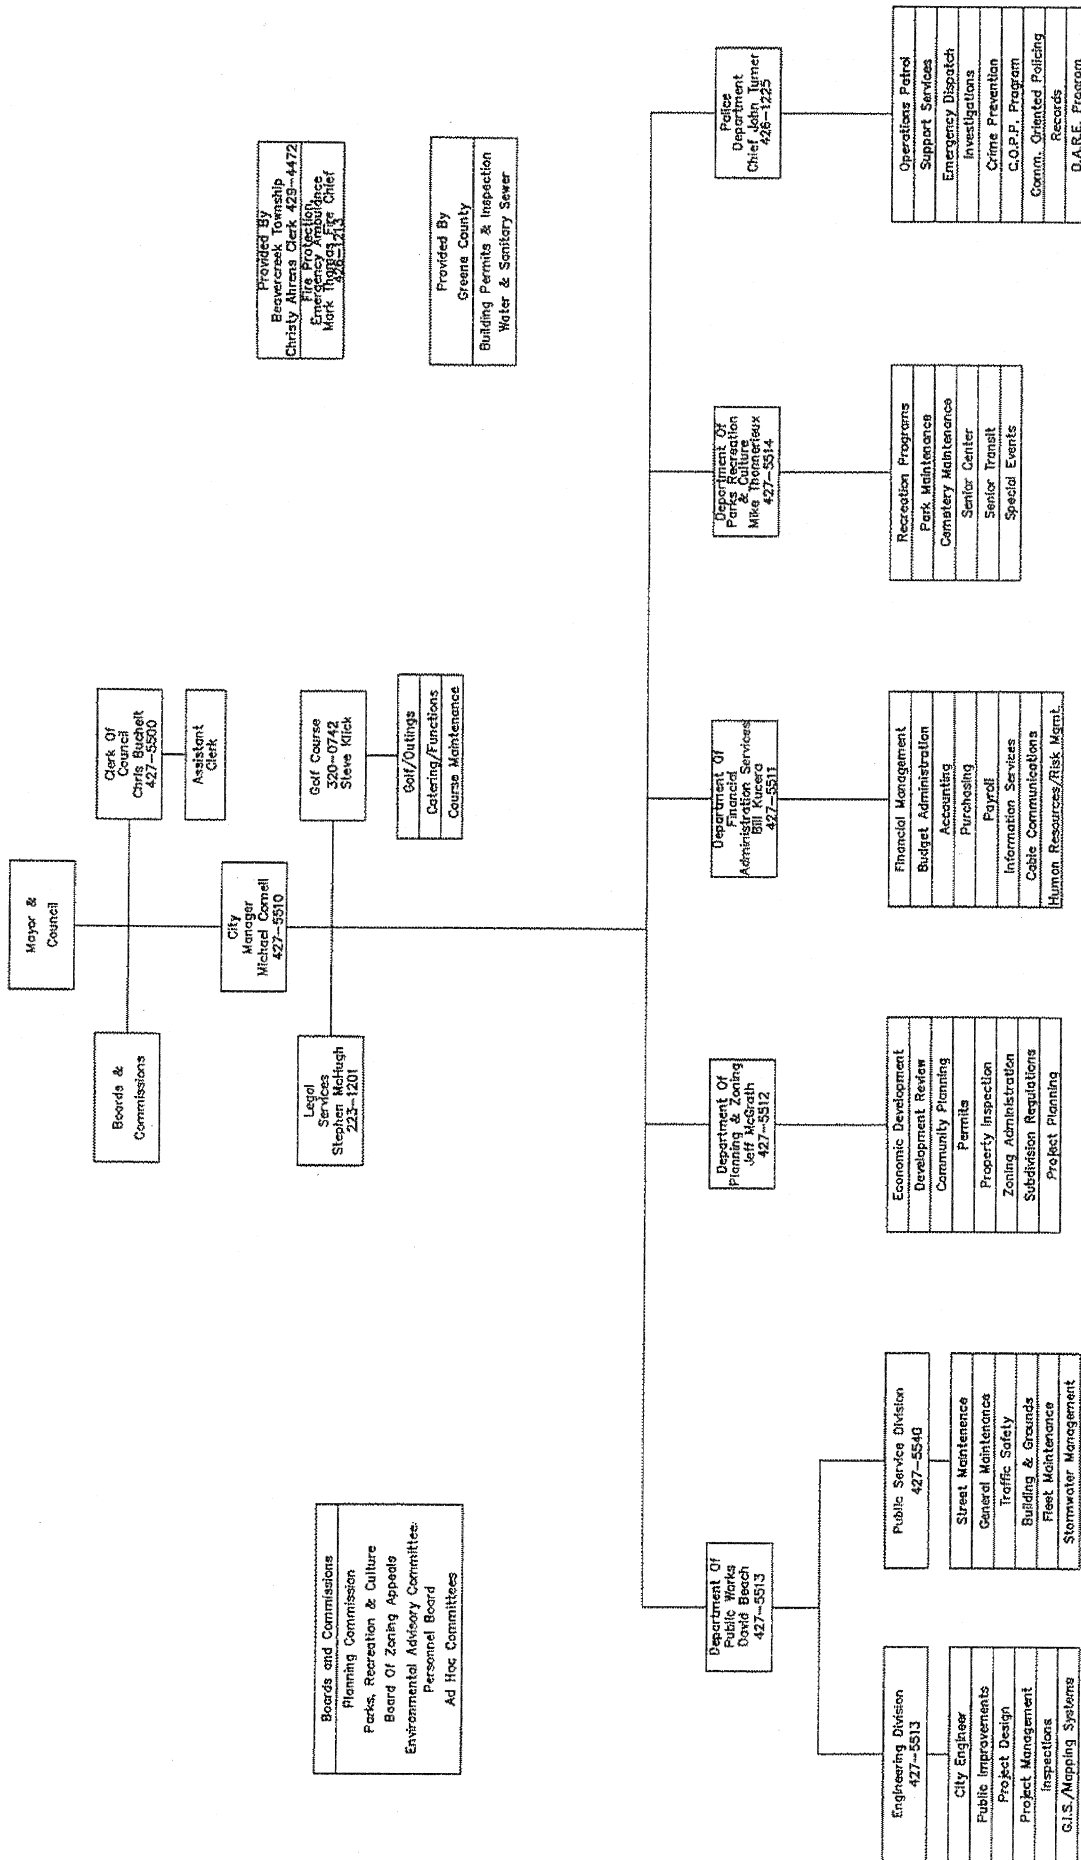 Mayor &
Council
Boards &
Commissions
Clerk Of
Council
Chris Bucheit
427-5500
Assistant
Clerk
City
Manager
Michael Cornell
427-5510
Legal
Services
Stephen McHugh
223-1201
Golf Course
320-0742
Steve Klick
Golf/Outings
Catering/Functions
Course Maintenance
Boards and Commissions
Planning Commission
Parks, Recreation & Culture
Board Of Zoning Appeals
Environmental Advisory Committee
Personnel Board
Ad Hoc Committees
Provided By
Beavercreek Township
Christy Ahrens Clerk 429-4472
Fire Protection
Emergency Ambulance
Mark Thomas Fire Chief
426-1213
Provided By
Greene County
Building Permits & Inspection
Water & Sanitary Sewer
Department Of
Public Works
David Beach
427-5513
Engineering Division
427-5513
City Engineer
Public Improvements
Project Design
Project Management
Inspections
G.I.S./Mapping Systems
Public Service Division
427-5540
Street Maintenence
General Maintenance
Traffic Safety
Building & Grounds
Fleet Maintenance
Stormwater Management
Department Of
Planning & Zoning
Jeff McGrath
427-5512
Economic Development
Development Review
Community Planning
Permits
Property Inspection
Zoning Administration
Subdivision Regulations
Project Planning
Department Of
Financial
Administration Services
Bill Kucera
427-5511
Financial Management
Budget Administration
Accounting
Purchasing
Payroll
Information Services
Cable Communications
Human Resources/Risk Mgmt.
Department Of
Parks Recreation
& Culture
Mike Thonnerieux
427-5514
Recreation Programs
Park Maintenance
Cemetery Maintenance
Senior Center
Senior Transit
Special Events
Police
Department
Chief John Turner
426-1225
Operations Patrol
Support Services
Emergency Dispatch
Investigations
Crime Prevention
C.O.P.P. Program
Comm. Oriented Policing
Records
D.A.R.E. Program